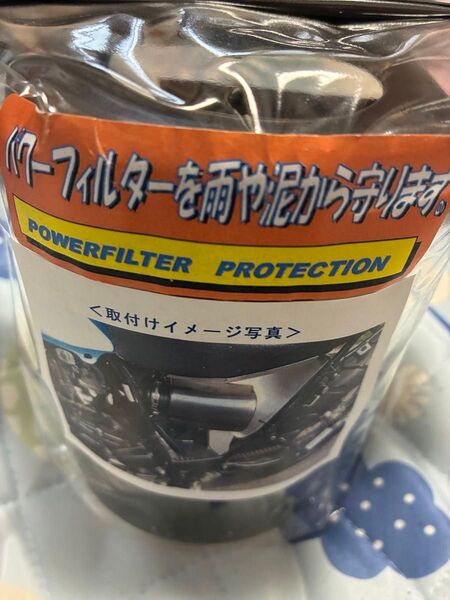 パワーフィルターを雨や泥から守ります。
POWERFILTER PROTECTION
<取付けイメージ写真>